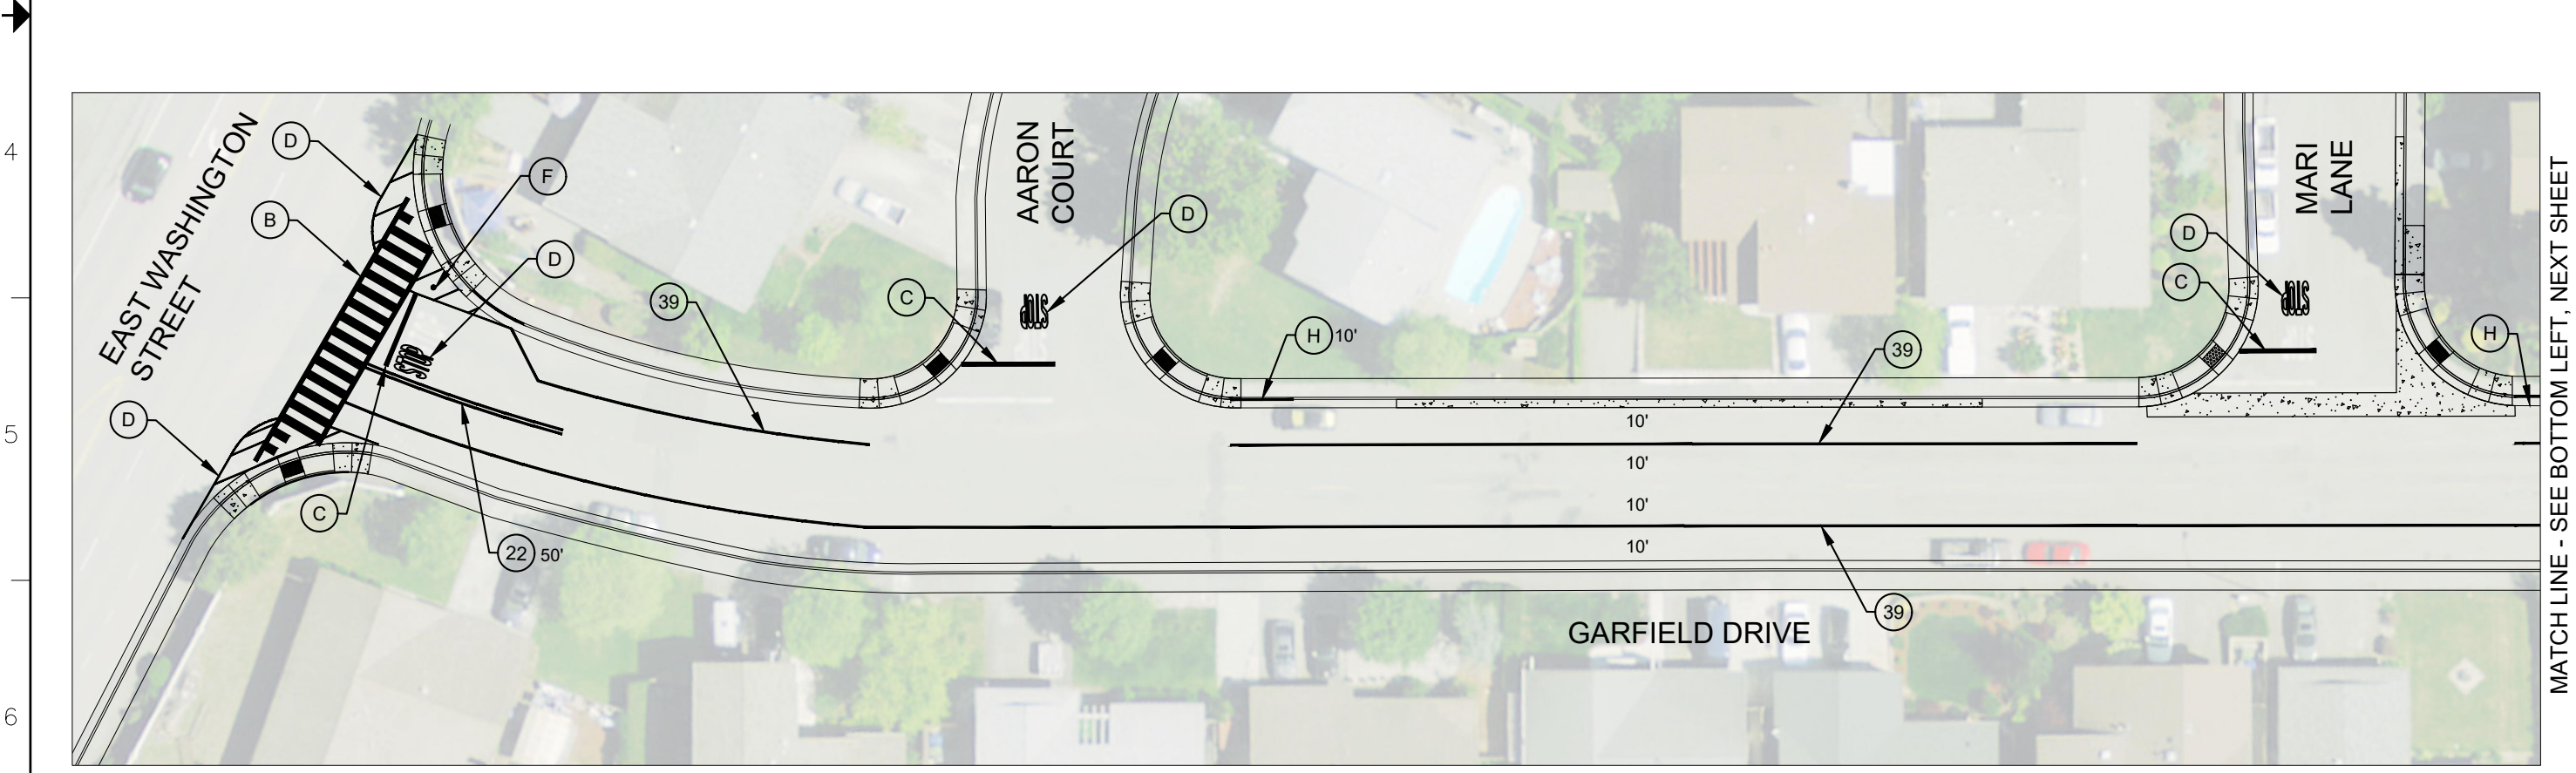 4
5
6
EAST WASHINGTON
STREET
D
B
D
F
D
C
22 50'
STOP
39
C
AARON
COURT
D
STOP
H 10'
10'
10'
10'
10'
39
39
GARFIELD DRIVE
MARI
LANE
D
C
STOP
H
MATCH LINE - SEE BOTTOM LEFT, NEXT SHEET